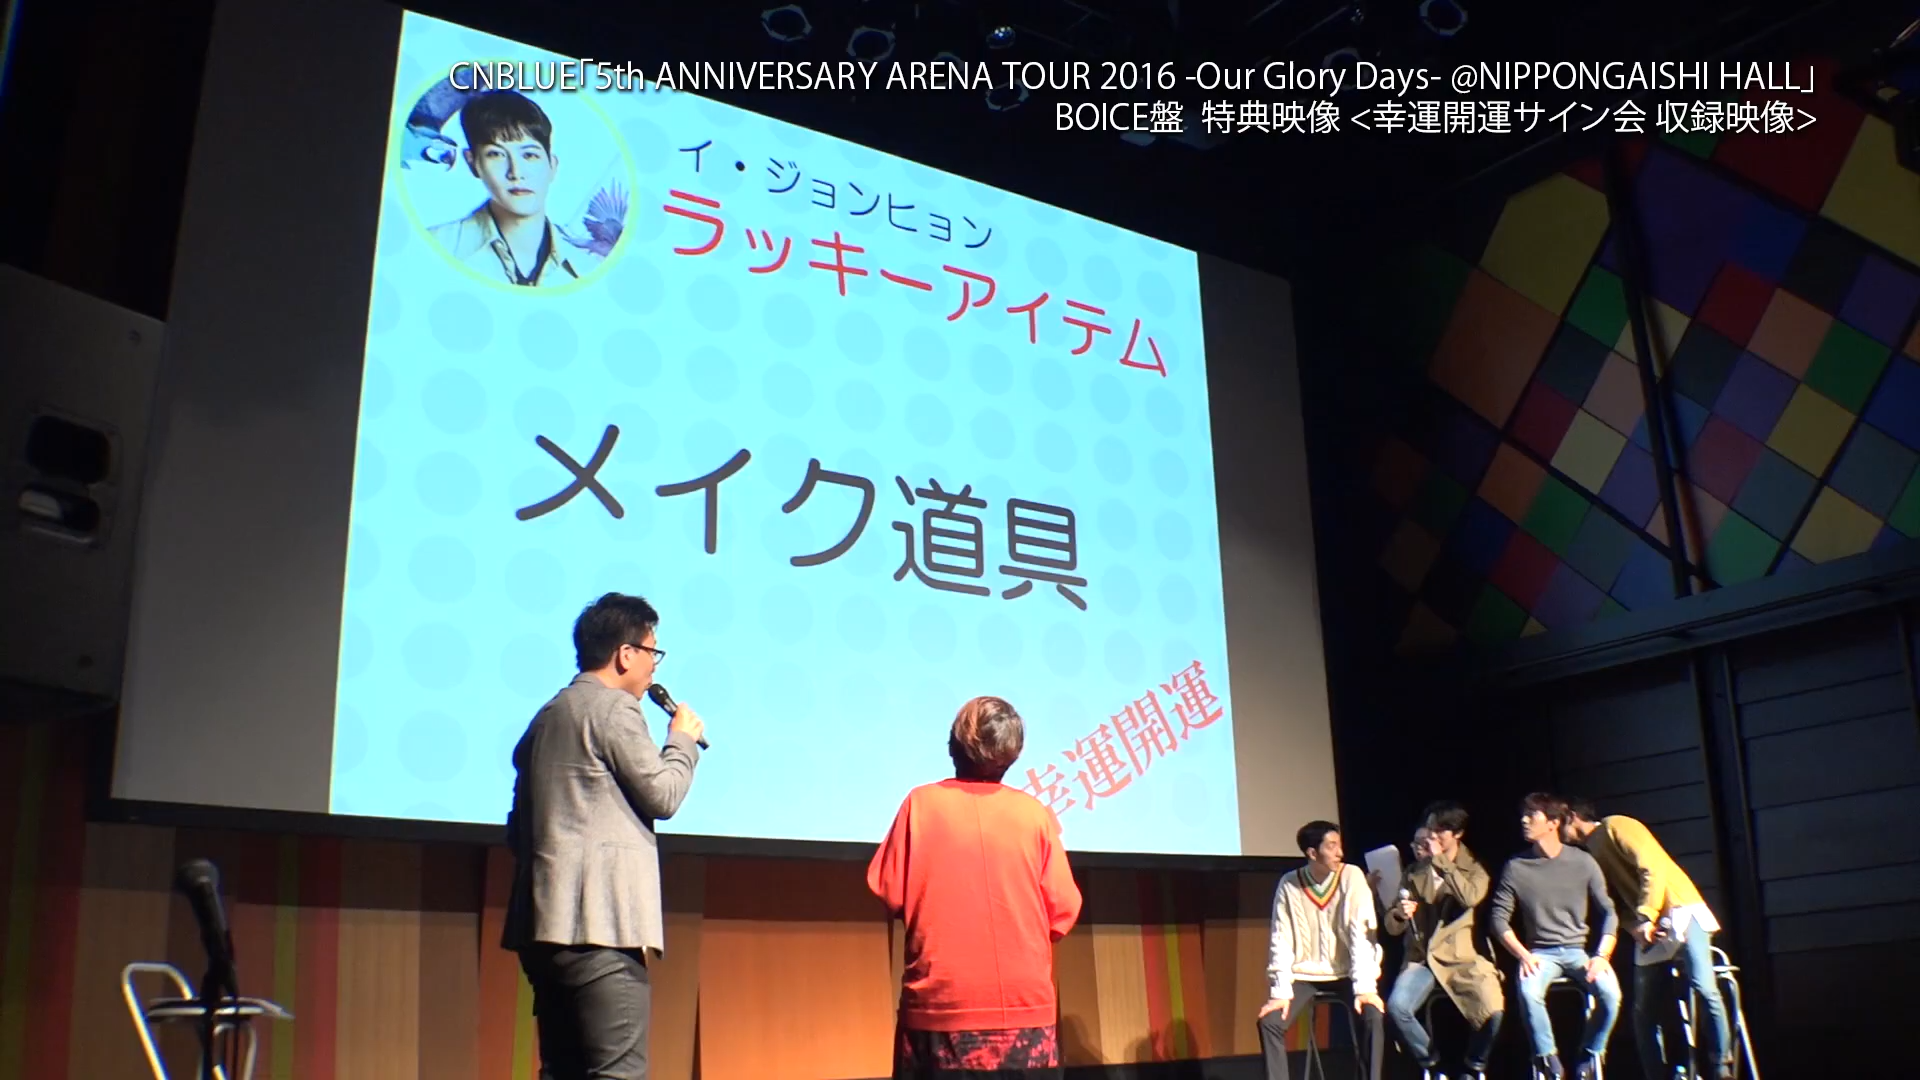 CNBLUE「5th ANNIVERSARY ARENA TOUR 2016 -Our Glory Days- @NIPPONGAISHI HALL」
BOICE盤 特典映像 <幸運開運サイン会 収録映像>
イ・ジョンヒョン
ラッキーアイテム
メイク道具
幸運開運